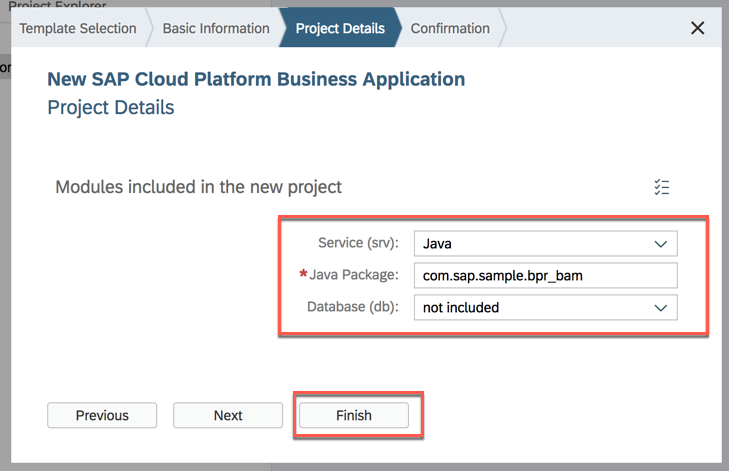 Project Explorer
Template Selection
Basic Information
Project Details
Confirmation
or
New SAP Cloud Platform Business Application
Project Details
Modules included in the new project
Service (srv):
Java
*Java Package:
com.sap.sample.bpr_bam
Database (db):
not included
Previous
Next
Finish